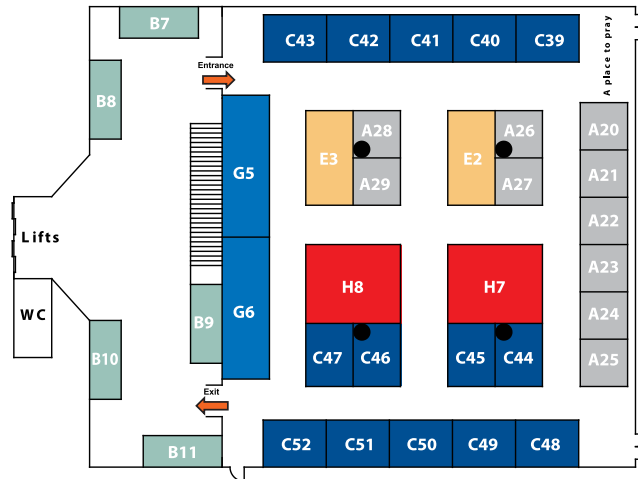 B7
C43 C42 C41 C40 C39
A place to pray
Entrance
B8
A28 A26 A20
E3 E2
G5
A29 A27 A21
A22
Lifts
A23
H8 H7
WC
G6
B9
A24
B10
C47 C46 C45 C44 A25
Exit
C52 C51 C50 C49 C48
B11